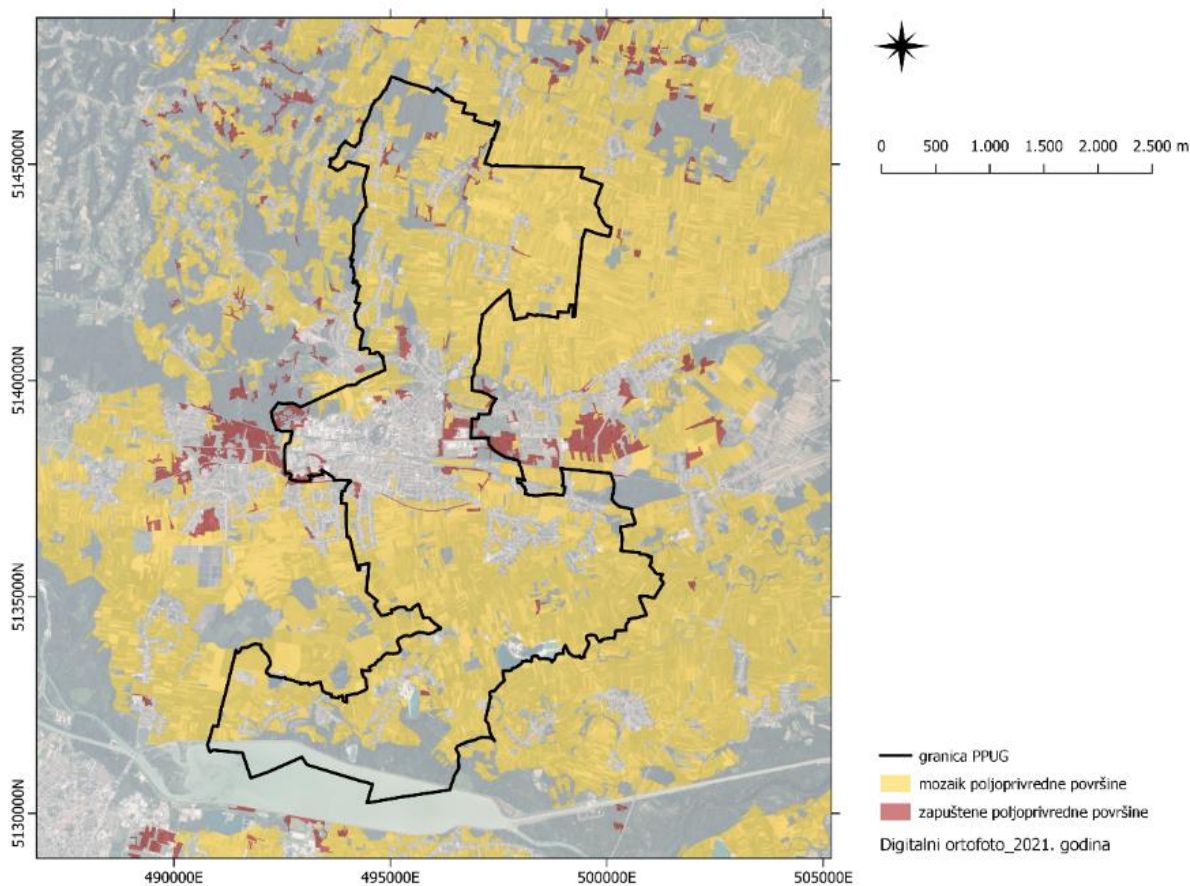 0 500 1.000 1.500 2.000 2.500 m
5145000N
5140000N
5135000N
5130000N
490000E 495000E 500000E 505000E
granica PPUG
mozaik poljoprivredne površine
zapuštene poljoprivredne površine
Digitalni ortofoto_2021. godina